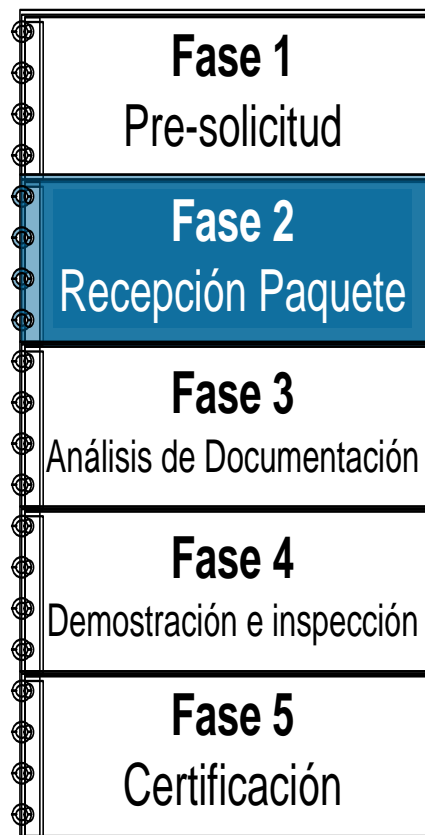 Fase 1
Pre-solicitud
Fase 2
Recepción Paquete
Fase 3
Análisis de Documentación
Fase 4
Demostración e inspección
Fase 5
Certificación